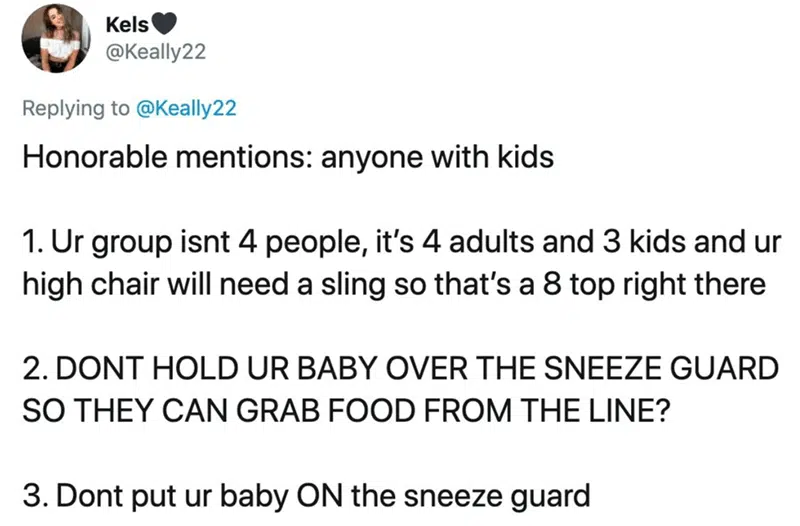 Kels🖤
@Keally22
Replying to @Keally22
Honorable mentions: anyone with kids
1. Ur group isnt 4 people, it's 4 adults and 3 kids and ur
high chair will need a sling so that's a 8 top right there
2. DONT HOLD UR BABY OVER THE SNEEZE GUARD
SO THEY CAN GRAB FOOD FROM THE LINE?
3. Dont put ur baby ON the sneeze guard